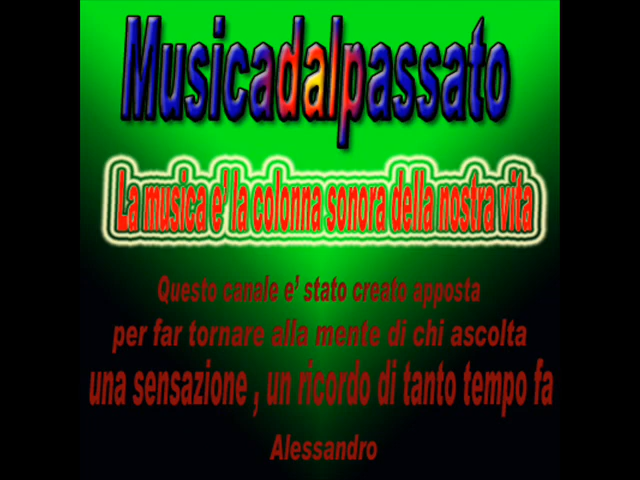 Musicadalpassato
La musica e' la colonna sonora della nostra vita
Questo canale e' stato creato apposta
per far tornare alla mente di chi ascolta
una sensazione , un ricordo di tanto tempo fa
Alessandro